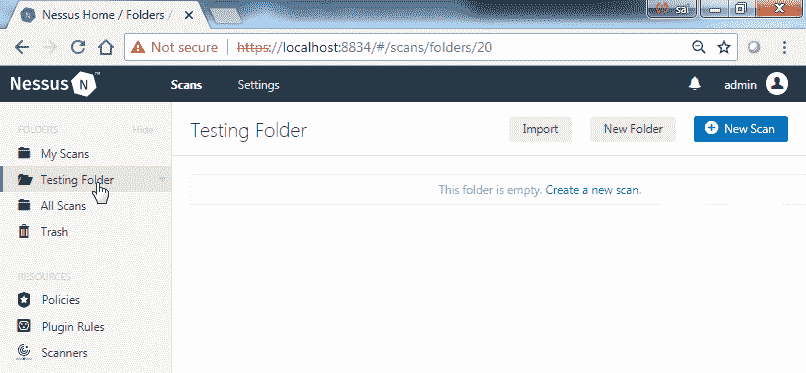 Nessus Home / Folders /
sai
Not secure https://localhost:8834/#/scans/folders/20
Nessus N ™ Scans Settings admin
FOLDERS Hide
Testing Folder Import New Folder New Scan
My Scans
Testing Folder
This folder is empty. Create a new scan.
All Scans
Trash
RESOURCES
Policies
Plugin Rules
Scanners